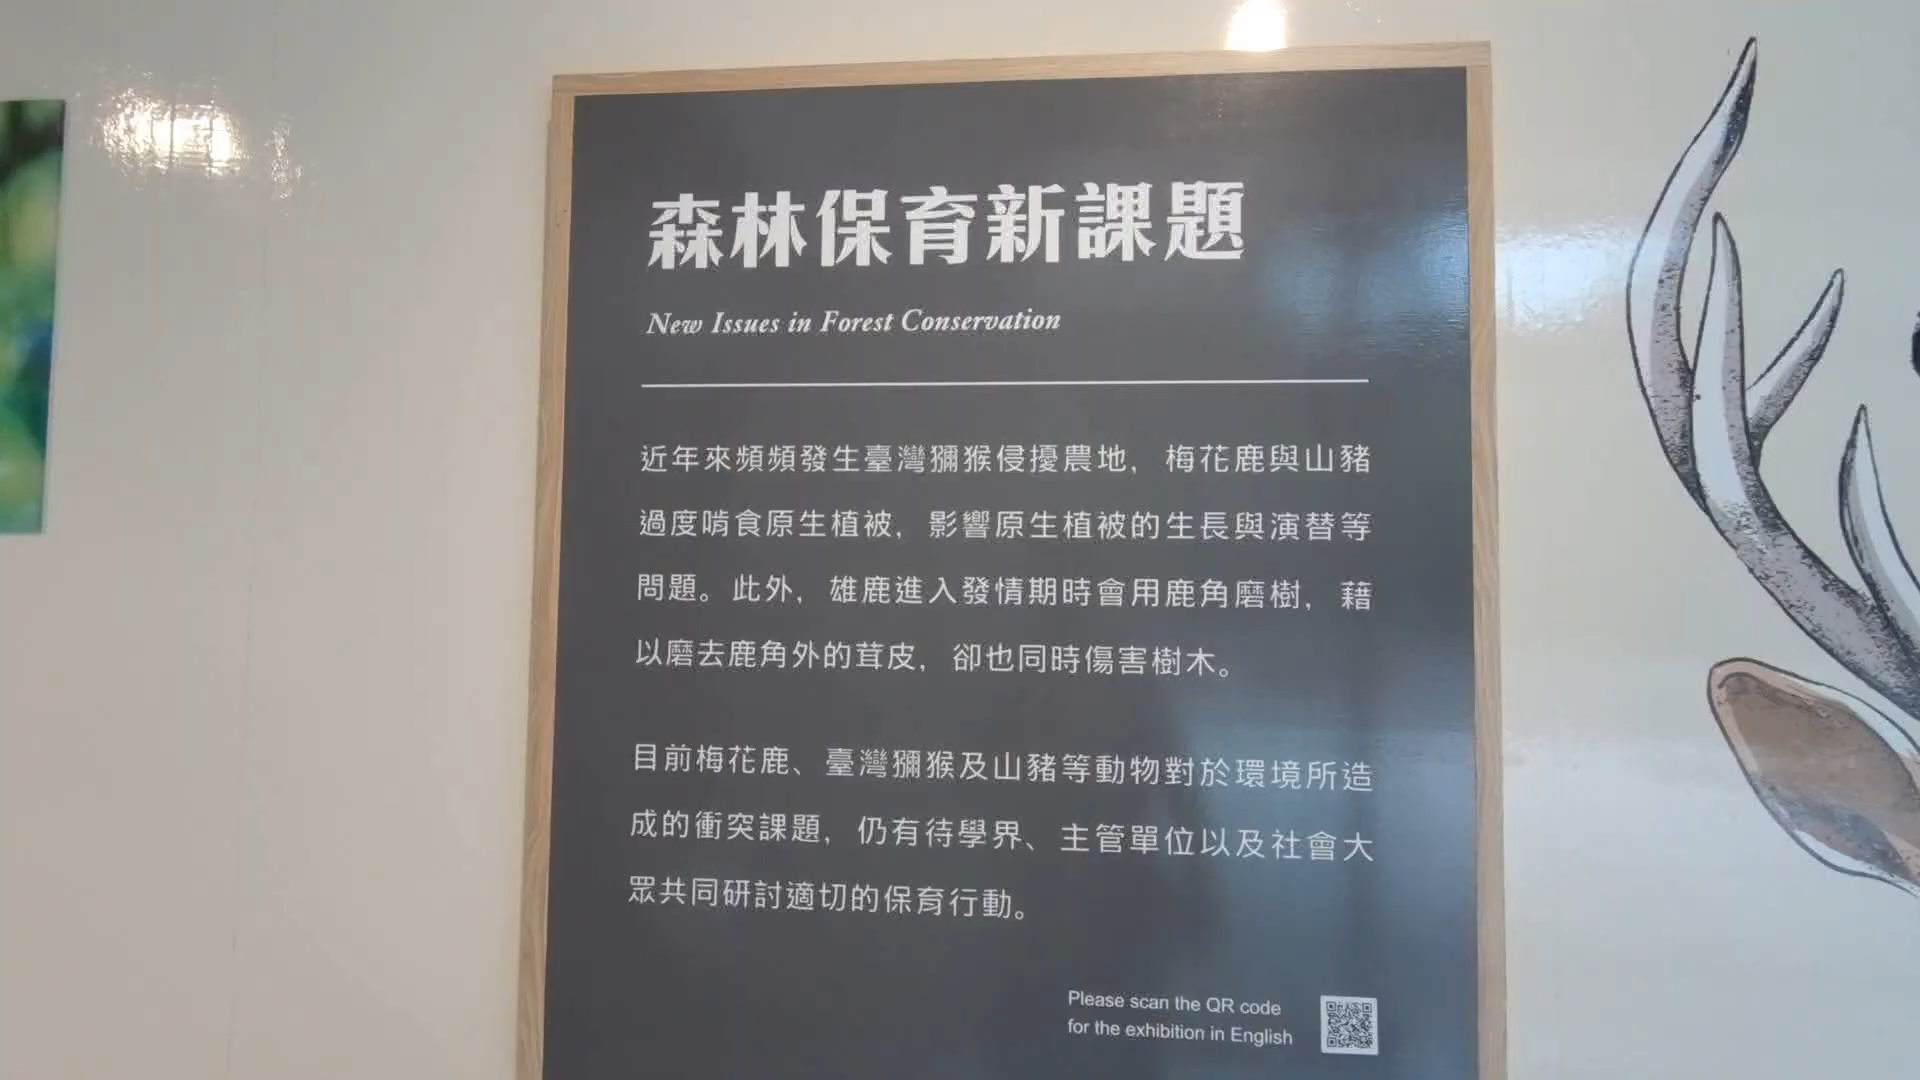 森林保育新課題
New Issues in Forest Conservation
近年來頻頻發生臺灣獼猴侵擾農地，梅花鹿與山豬
過度啃食原生植被，影響原生植被的生長與演替等
問題。此外，雄鹿進入發情期時會用鹿角磨樹，藉
以磨去鹿角外的茸皮，卻也同時傷害樹木。
目前梅花鹿、臺灣獼猴及山豬等動物對於環境所造
成的衝突課題，仍有待學界、主管單位以及社會大
眾共同研討適切的保育行動。
Please scan the QR code
for the exhibition in English